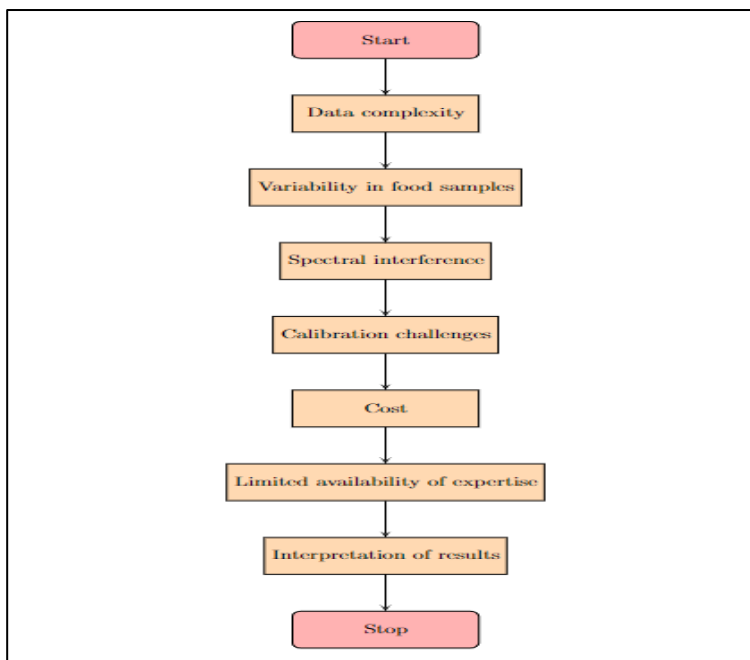 Start
Data complexity
Variability in food samples
Spectral interference
Calibration challenges
Cost
Limited availability of expertise
Interpretation of results
Stop